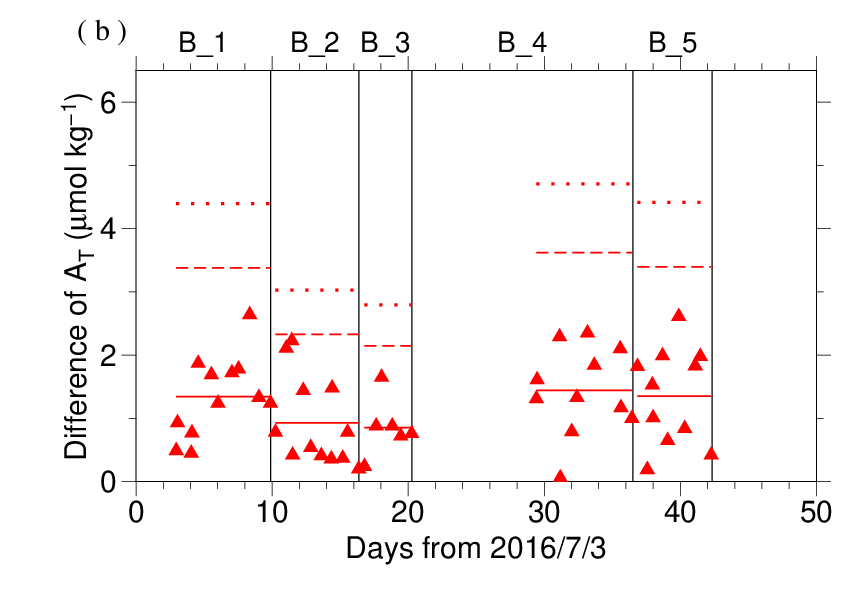 ( b )
B_1 B_2 B_3 B_4 B_5
Difference of A_T (μmol kg⁻¹)
6
4
2
0
0 10 20 30 40 50
Days from 2016/7/3